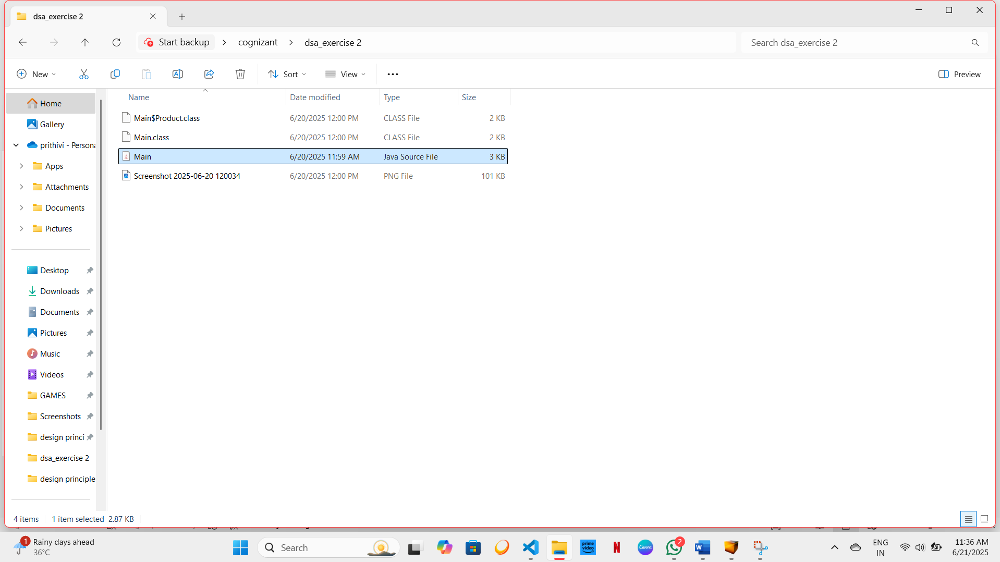 dsa_exercise 2
Start backup
cognizant
dsa_exercise 2
Search dsa_exercise 2
New
Sort
View
Preview
Name
Date modified
Type
Size
Main$Product.class
6/20/2025 12:00 PM
CLASS File
2 KB
Main.class
6/20/2025 12:00 PM
CLASS File
2 KB
Main
6/20/2025 11:59 AM
Java Source File
3 KB
Screenshot 2025-06-20 120034
6/20/2025 12:00 PM
PNG File
101 KB
Home
Gallery
prithivi - Persona
Apps
Attachments
Documents
Pictures
Desktop
Downloads
Documents
Pictures
Music
Videos
GAMES
Screenshots
design princi
dsa_exercise 2
design principle
4 items
1 item selected 2.87 KB
1
Rainy days ahead
36°C
Search
prime video
N
Canva
2
W
ENG
IN
11:36 AM
6/21/2025